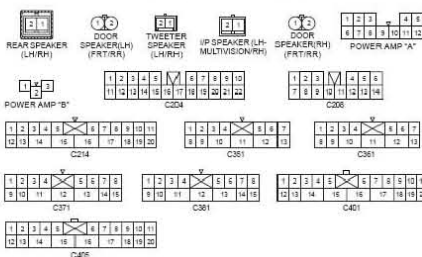 2 1
1 2
2 1
2 1
1 2
1 2 3 4 5
6 7 8 9 10 11 12
REAR SPEAKER
(LH/RH)
DOOR
SPEAKER(LH)
(FRT/RR)
TWEETER
SPEAKER
(LH/RH)
I/P SPEAKER (LH-
MULTIVISION/RH)
DOOR
SPEAKER(RH)
(FRT/RR)
POWER AMP "A"
1 2 3
POWER AMP "B"
1 2 3 4 5 6 7 8 9 10
11 12 13 14 15 16 17 18 19 20 21 22
C204
1 2 3 4 5 6
7 8 9 10 11 12 13 14
C208
1 2 3 4 5 6 7 8 9 10 11
12 13 14 15 16 17 18 19 20
C214
1 2 3 4 5 6 7
8 9 10 11 12 13
C351
1 2 3 4 5 6 7
8 9 10 11 12 13
C361
1 2 3 4 5 6 7 8
9 10 11 12 13 14 15
C371
1 2 3 4 5 6 7 8
9 10 11 12 13 14 15
C381
1 2 3 4 5 6 7 8 9 10
12 13 14 15 16 17 18 19
C401
1 2 3 4 5 6 7 8 9 10 11
12 13 14 15 16 17 18 19 20
C405